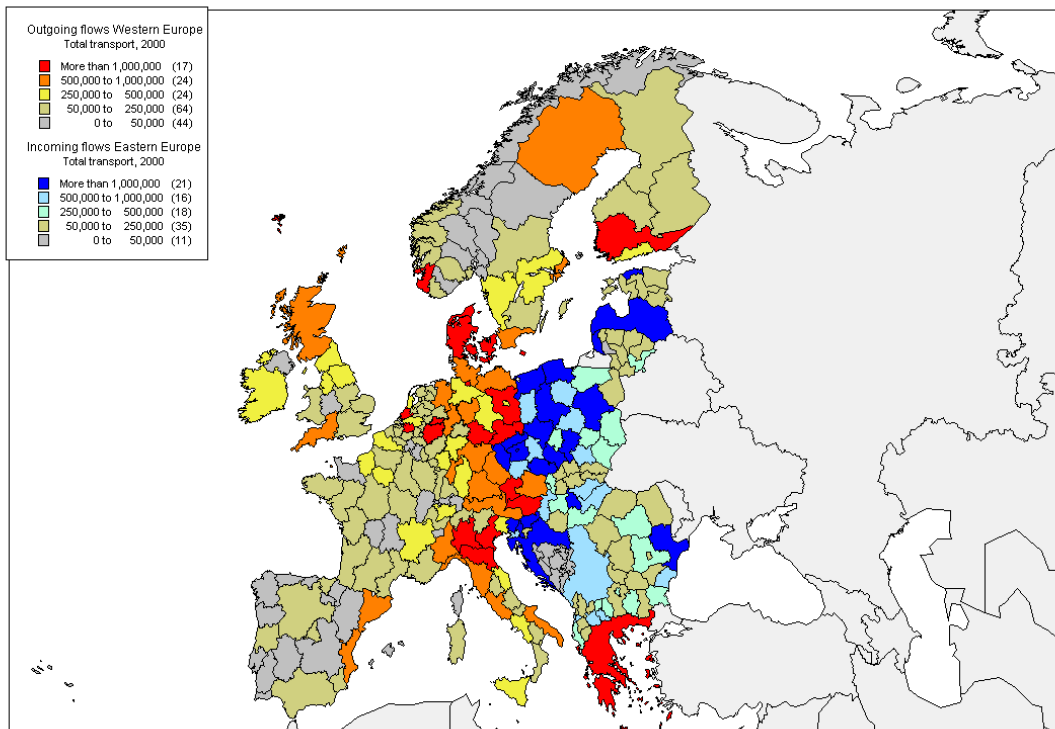 Outgoing flows Western Europe
Total transport, 2000
More than 1,000,000 (17)
500,000 to 1,000,000 (24)
250,000 to 500,000 (24)
50,000 to 250,000 (64)
0 to 50,000 (44)
Incoming flows Eastern Europe
Total transport, 2000
More than 1,000,000 (21)
500,000 to 1,000,000 (16)
250,000 to 500,000 (18)
50,000 to 250,000 (35)
0 to 50,000 (11)